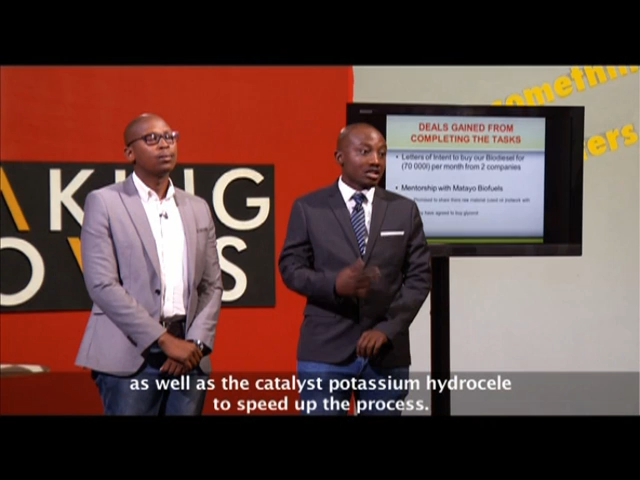 something
ers
AKING
O ES
DEALS GAINED FROM
COMPLETING THE TASKS
• Letters of Intent to buy our Biodiesel for
(70 000l) per month from 2 companies
• Mentorship with Matayo Biofuels
as well as the catalyst potassium hydrocele
to speed up the process.